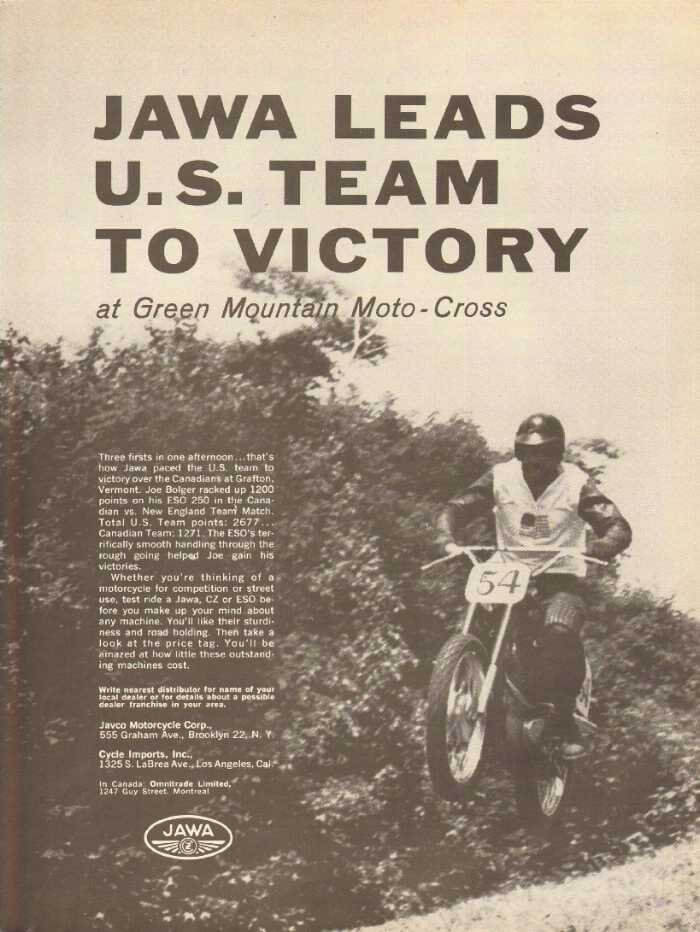 JAWA LEADS
U.S. TEAM
TO VICTORY
at Green Mountain Moto-Cross
Three firsts in one afternoon...that's
how Jawa paced the U.S. team to
victory over the Canadians at Grafton,
Vermont. Joe Bolger racked up 1200
points on his ESO 250 in the Cana-
dian vs. New England Team Match.
Total U.S. Team points: 2677...
Canadian Team: 1271. The ESO's ter-
rifically smooth handling through the
rough going helped Joe gain his
victories.
Whether you're thinking of a
motorcycle for competition or street
use, test ride a Jawa, CZ or ESO be-
fore you make up your mind about
any machine. You'll like their sturdi-
ness and road holding. Then take a
look at the price tag. You'll be
amazed at how little these outstand-
ing machines cost.
Write nearest distributor for name of your
local dealer or for details about a possible
dealer franchise in your area.
Javco Motorcycle Corp.,
555 Graham Ave., Brooklyn 22, N. Y.
Cycle Imports, Inc.,
1325 S. LaBrea Ave., Los Angeles, Cal.
In Canada: Omnitrade Limited,
1247 Guy Street, Montreal
JAWA
CZ
54